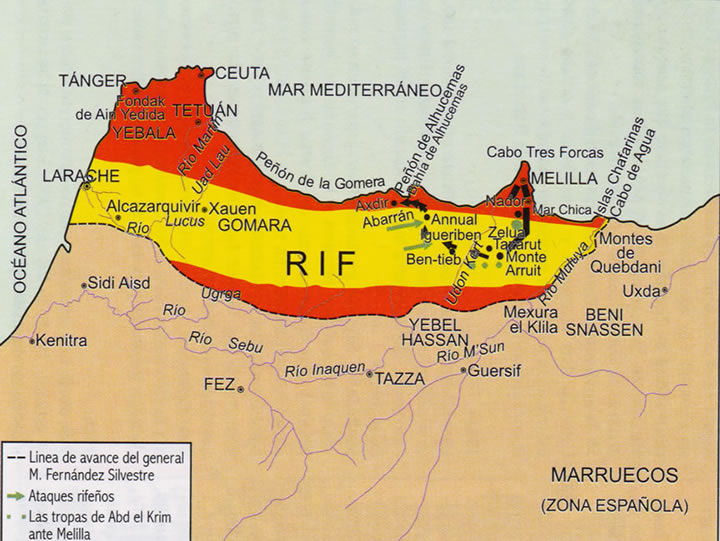 TÁNGER
CEUTA
MAR MEDITERRÁNEO
Fondak
de Ain Yedida
TETUÁN
YEBALA
Río Martín
Uad Lau
OCÉANO ATLÁNTICO
LARACHE
Peñón de la Gomera
Peñón de Alhucemas
Bahía de Alhucemas
Cabo Tres Forcas
MELILLA
Islas Chafarinas
Cabo de Agua
Axdir
Nador
Mar Chica
Alcazarquivir
Xauen
Río Lucus
GOMARA
Abarrán
Annual
Igueriben
Zelua
Taqarut
Ben-tieb
Monte
Arruit
Udon Kert
Río Muluya
Montes
de Quebdani
RIF
Sidi Aisd
Río Ugrga
Uxda
Mexura
el Klila
BENI
SNASSEN
Kenitra
Río Sebu
YEBEL
HASSAN
Río M'Sun
Río Inaquen
FEZ
TAZZA
Guersif
MARRUECOS
(ZONA ESPAÑOLA)
Linea de avance del general
M. Fernández Silvestre
Ataques rifeños
Las tropas de Abd el Krim
ante Melilla